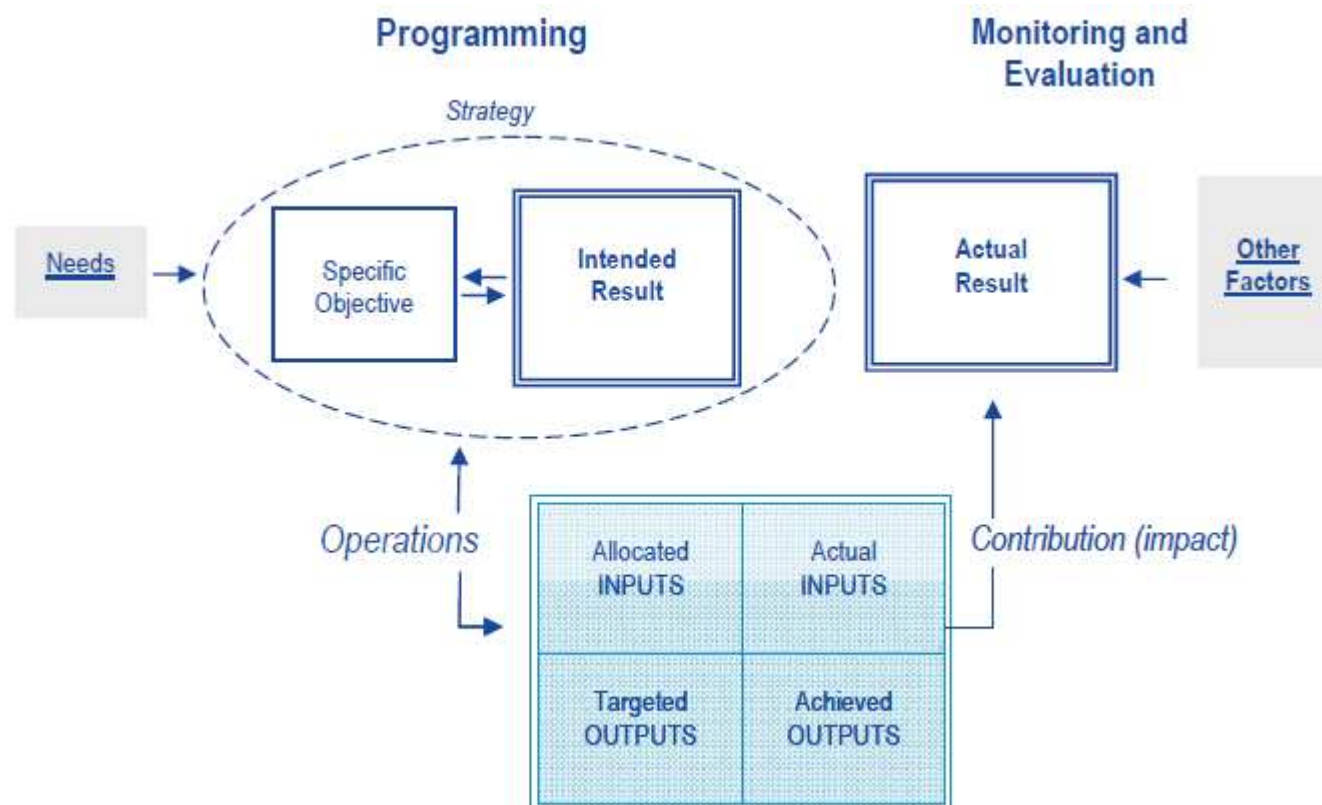 Programming
Monitoring and
Evaluation
Strategy
Needs
Specific
Objective
Intended
Result
Actual
Result
Other
Factors
Operations
Allocated
INPUTS
Actual
INPUTS
Contribution (impact)
Targeted
OUTPUTS
Achieved
OUTPUTS